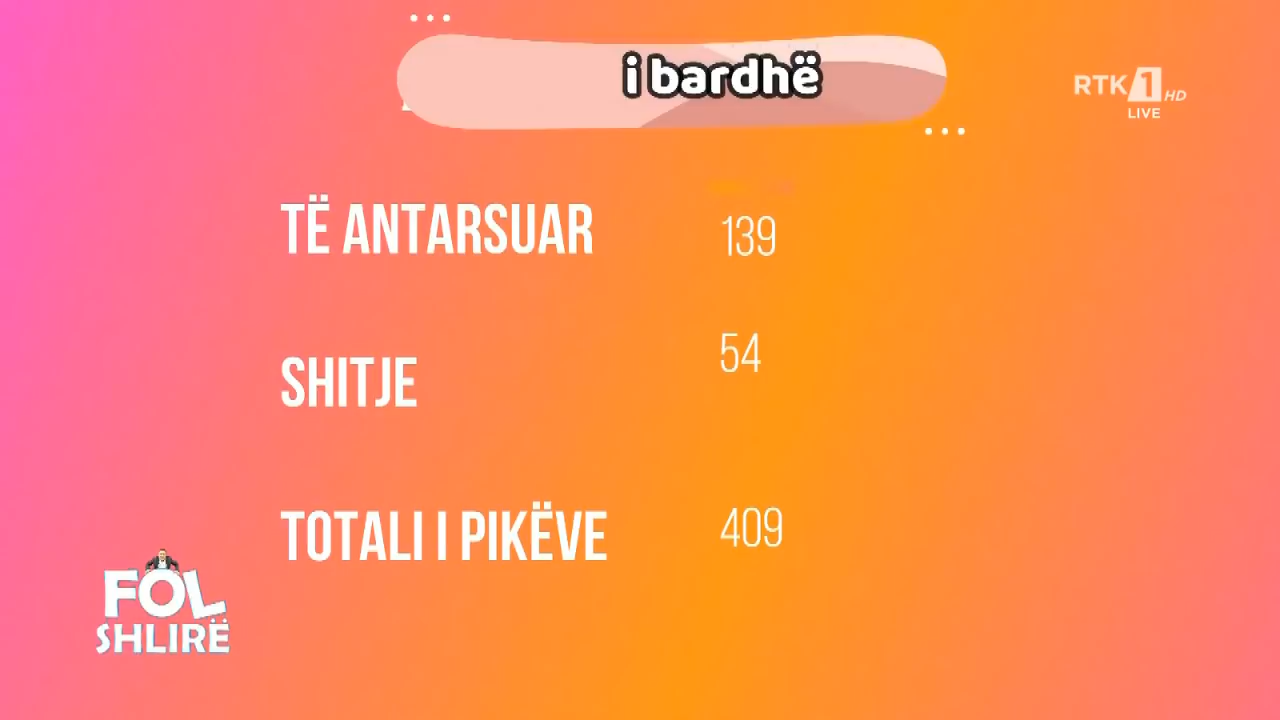 i bardhë
RTK 1 HD
LIVE
TË ANTARSUAR 139
SHITJE 54
TOTALI I PIKËVE 409
FOL
SHLIRË